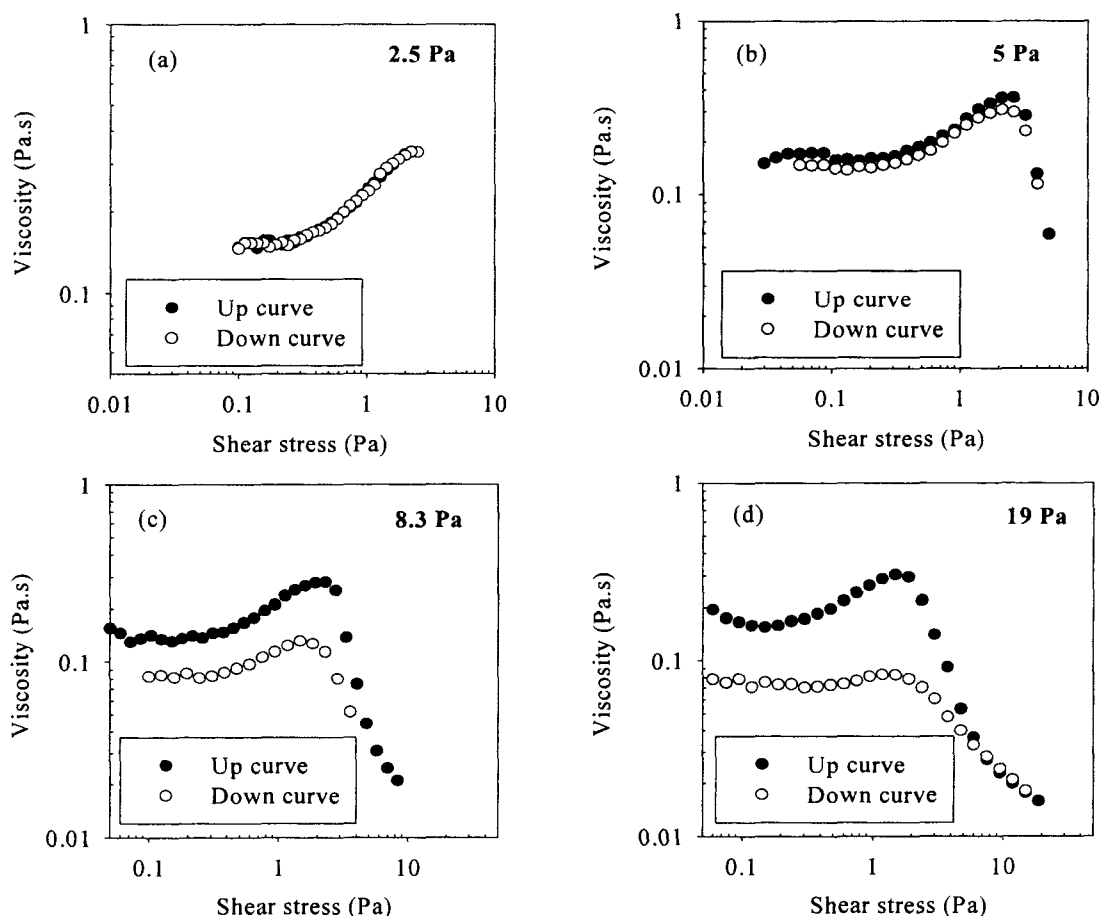 (a)
2.5 Pa
1
0.1
Viscosity (Pa.s)
Up curve
Down curve
0.01
0.1
1
10
Shear stress (Pa)
(b)
5 Pa
1
0.1
0.01
Viscosity (Pa.s)
Up curve
Down curve
0.01
0.1
1
10
Shear stress (Pa)
(c)
8.3 Pa
1
0.1
0.01
Viscosity (Pa.s)
Up curve
Down curve
0.1
1
10
Shear stress (Pa)
(d)
19 Pa
1
0.1
0.01
Viscosity (Pa.s)
Up curve
Down curve
0.1
1
10
Shear stress (Pa)